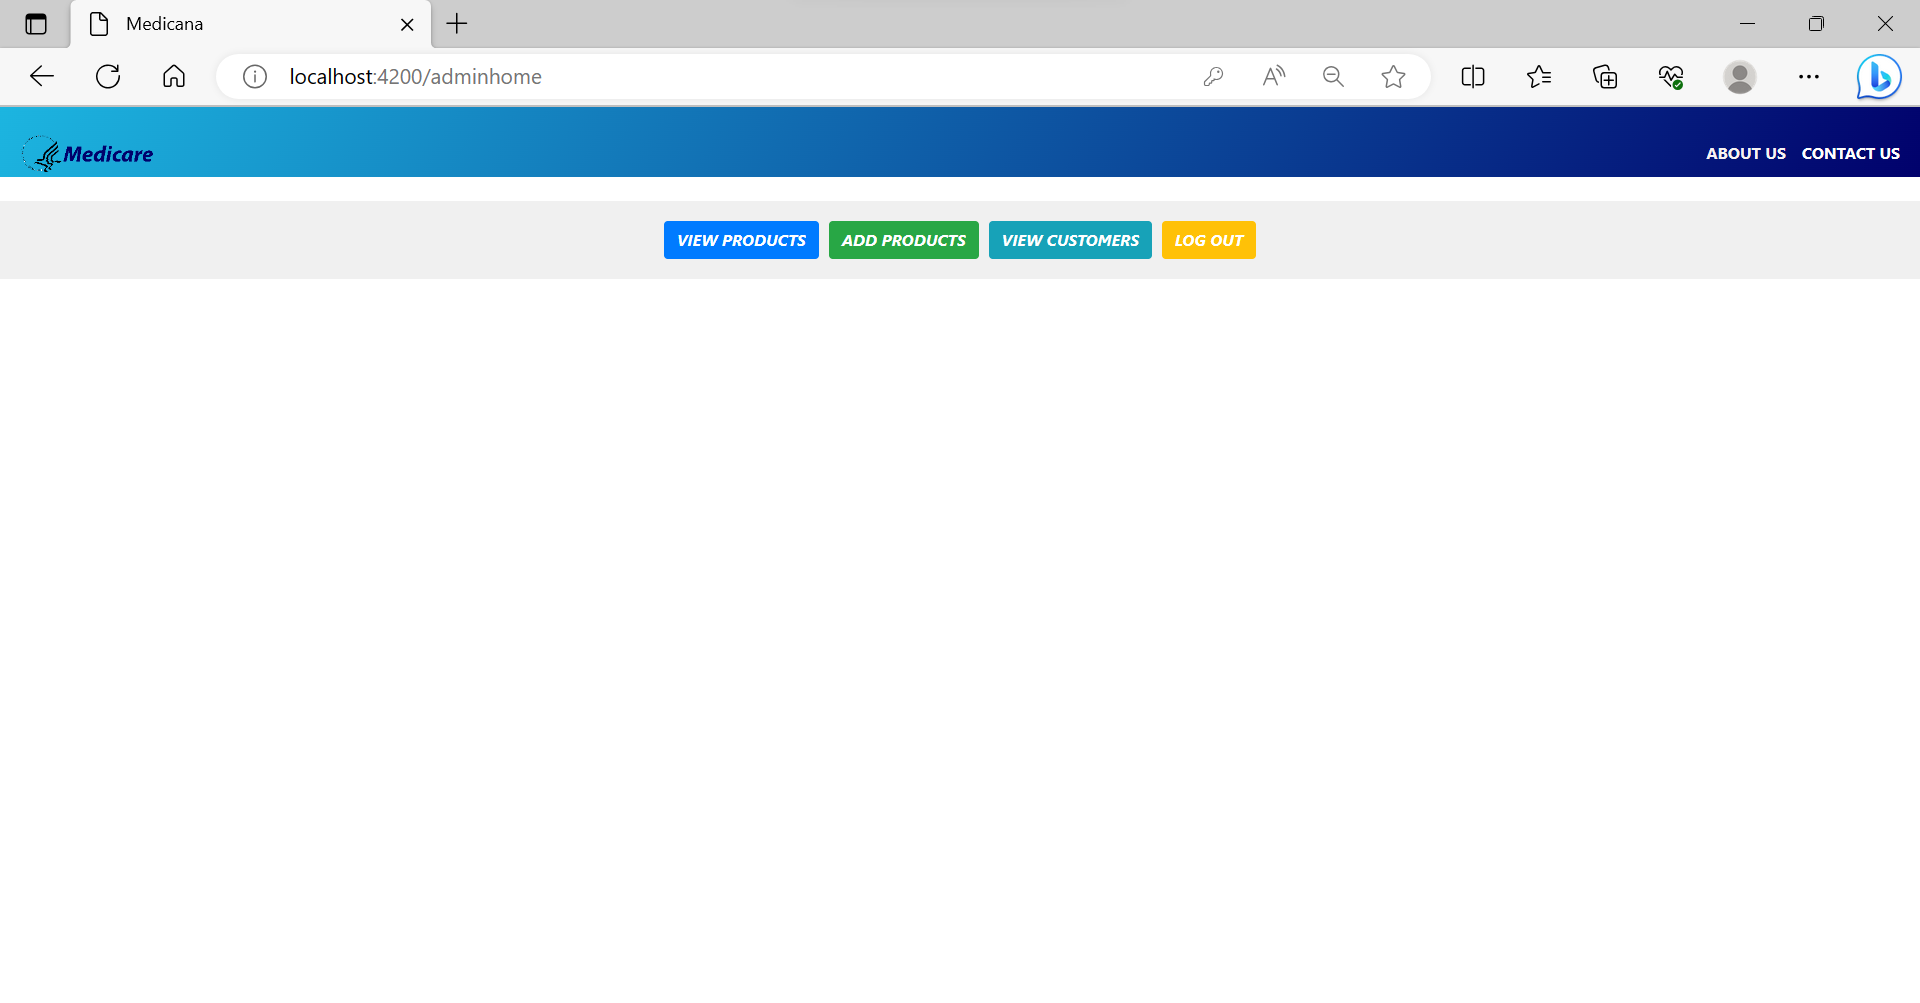 Medicana
localhost:4200/adminhome
Medicare
ABOUT US CONTACT US
VIEW PRODUCTS ADD PRODUCTS VIEW CUSTOMERS LOG OUT